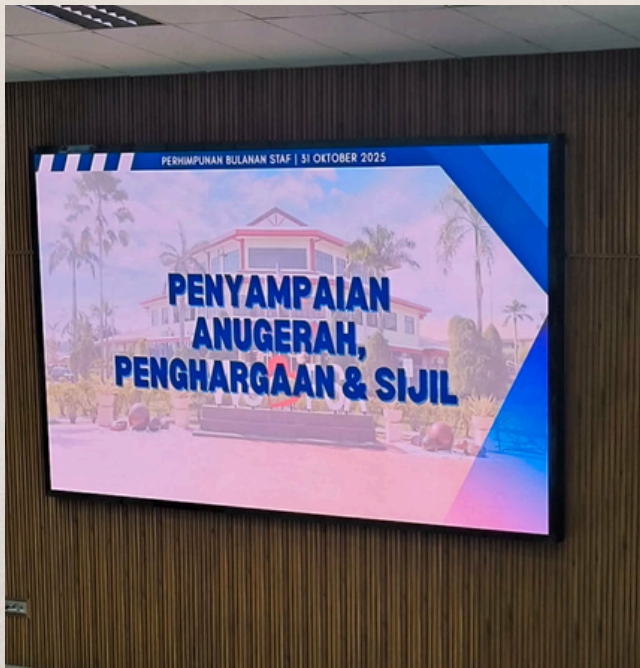 PERHIMPUNAN BULANAN STAF | 31 OKTOBER 2025
PENYAMPAIAN
ANUGERAH,
PENGHARGAAN & SIJIL